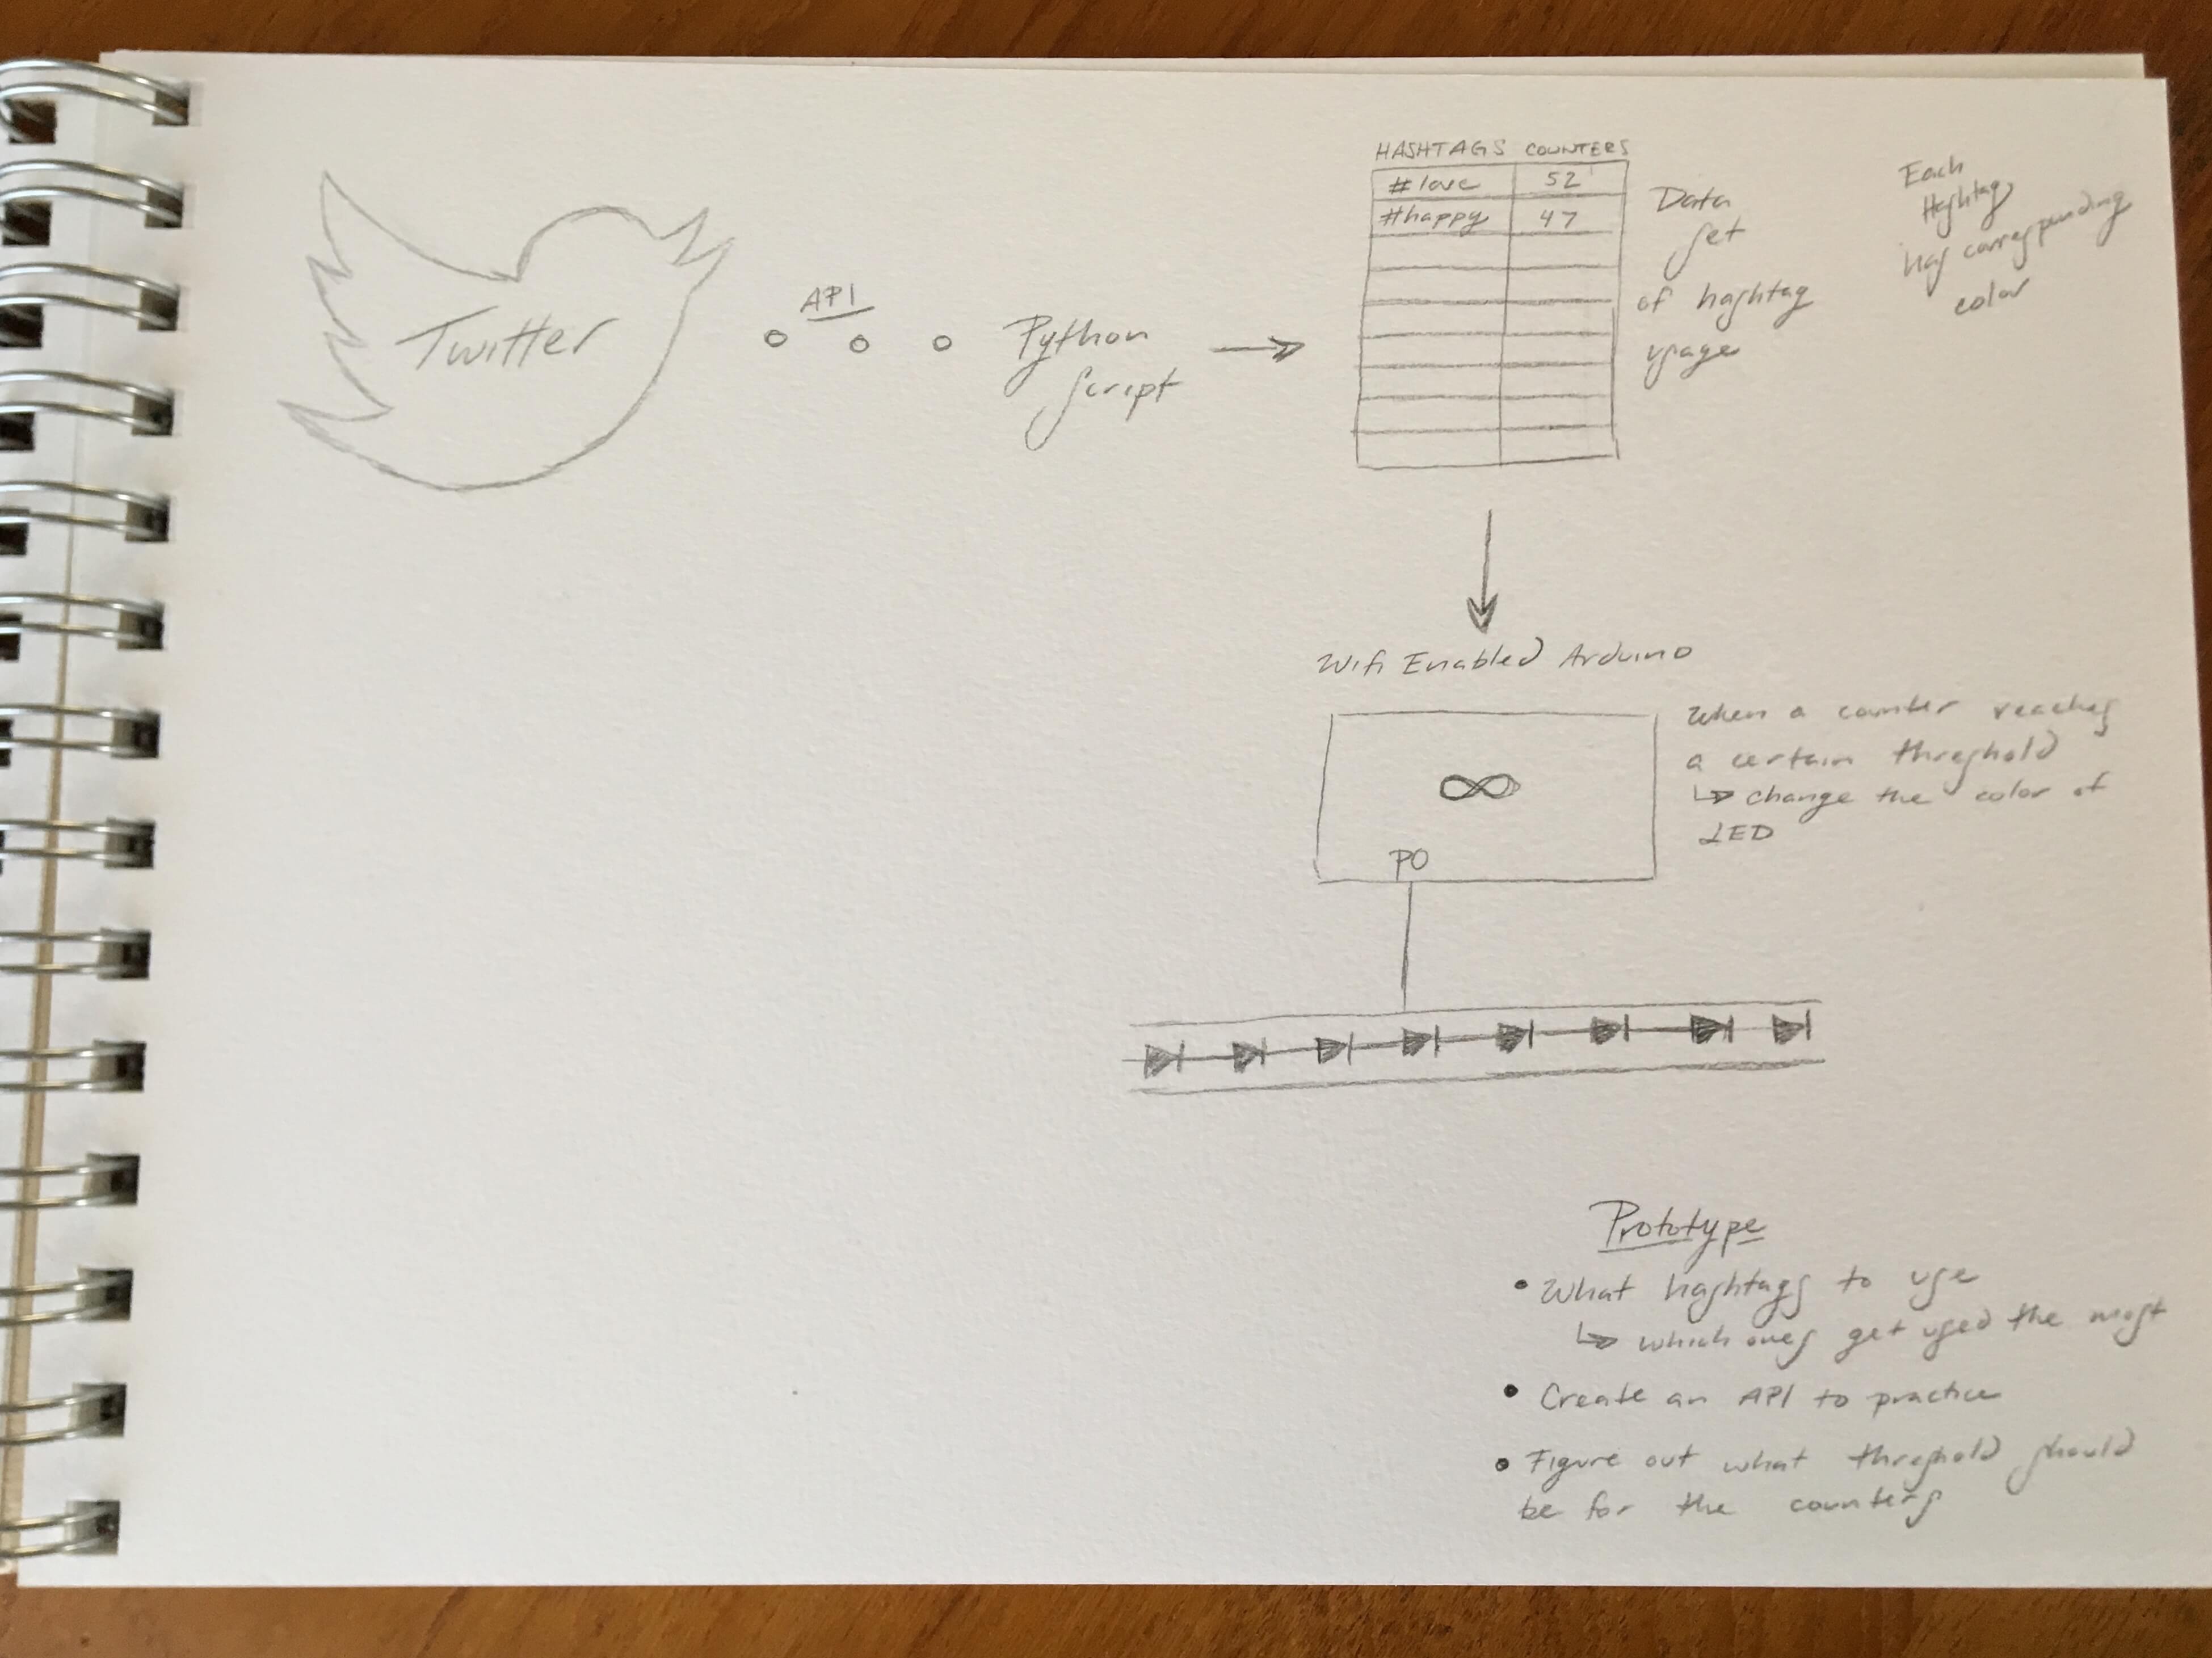 Twitter
API
Python
Script
HASHTAGS COUNTERS
#love 52
#happy 47
Data
set
of hashtag
usage
Each
Hashtag
has corresponding
color
Wifi Enabled Arduino
∞
PO
When a counter reaches
a certain threshold
↳ change the color of
LED
Prototype
• What hashtags to use
↳ which ones get used the most
• Create an API to practice
• Figure out what threshold should
be for the counters